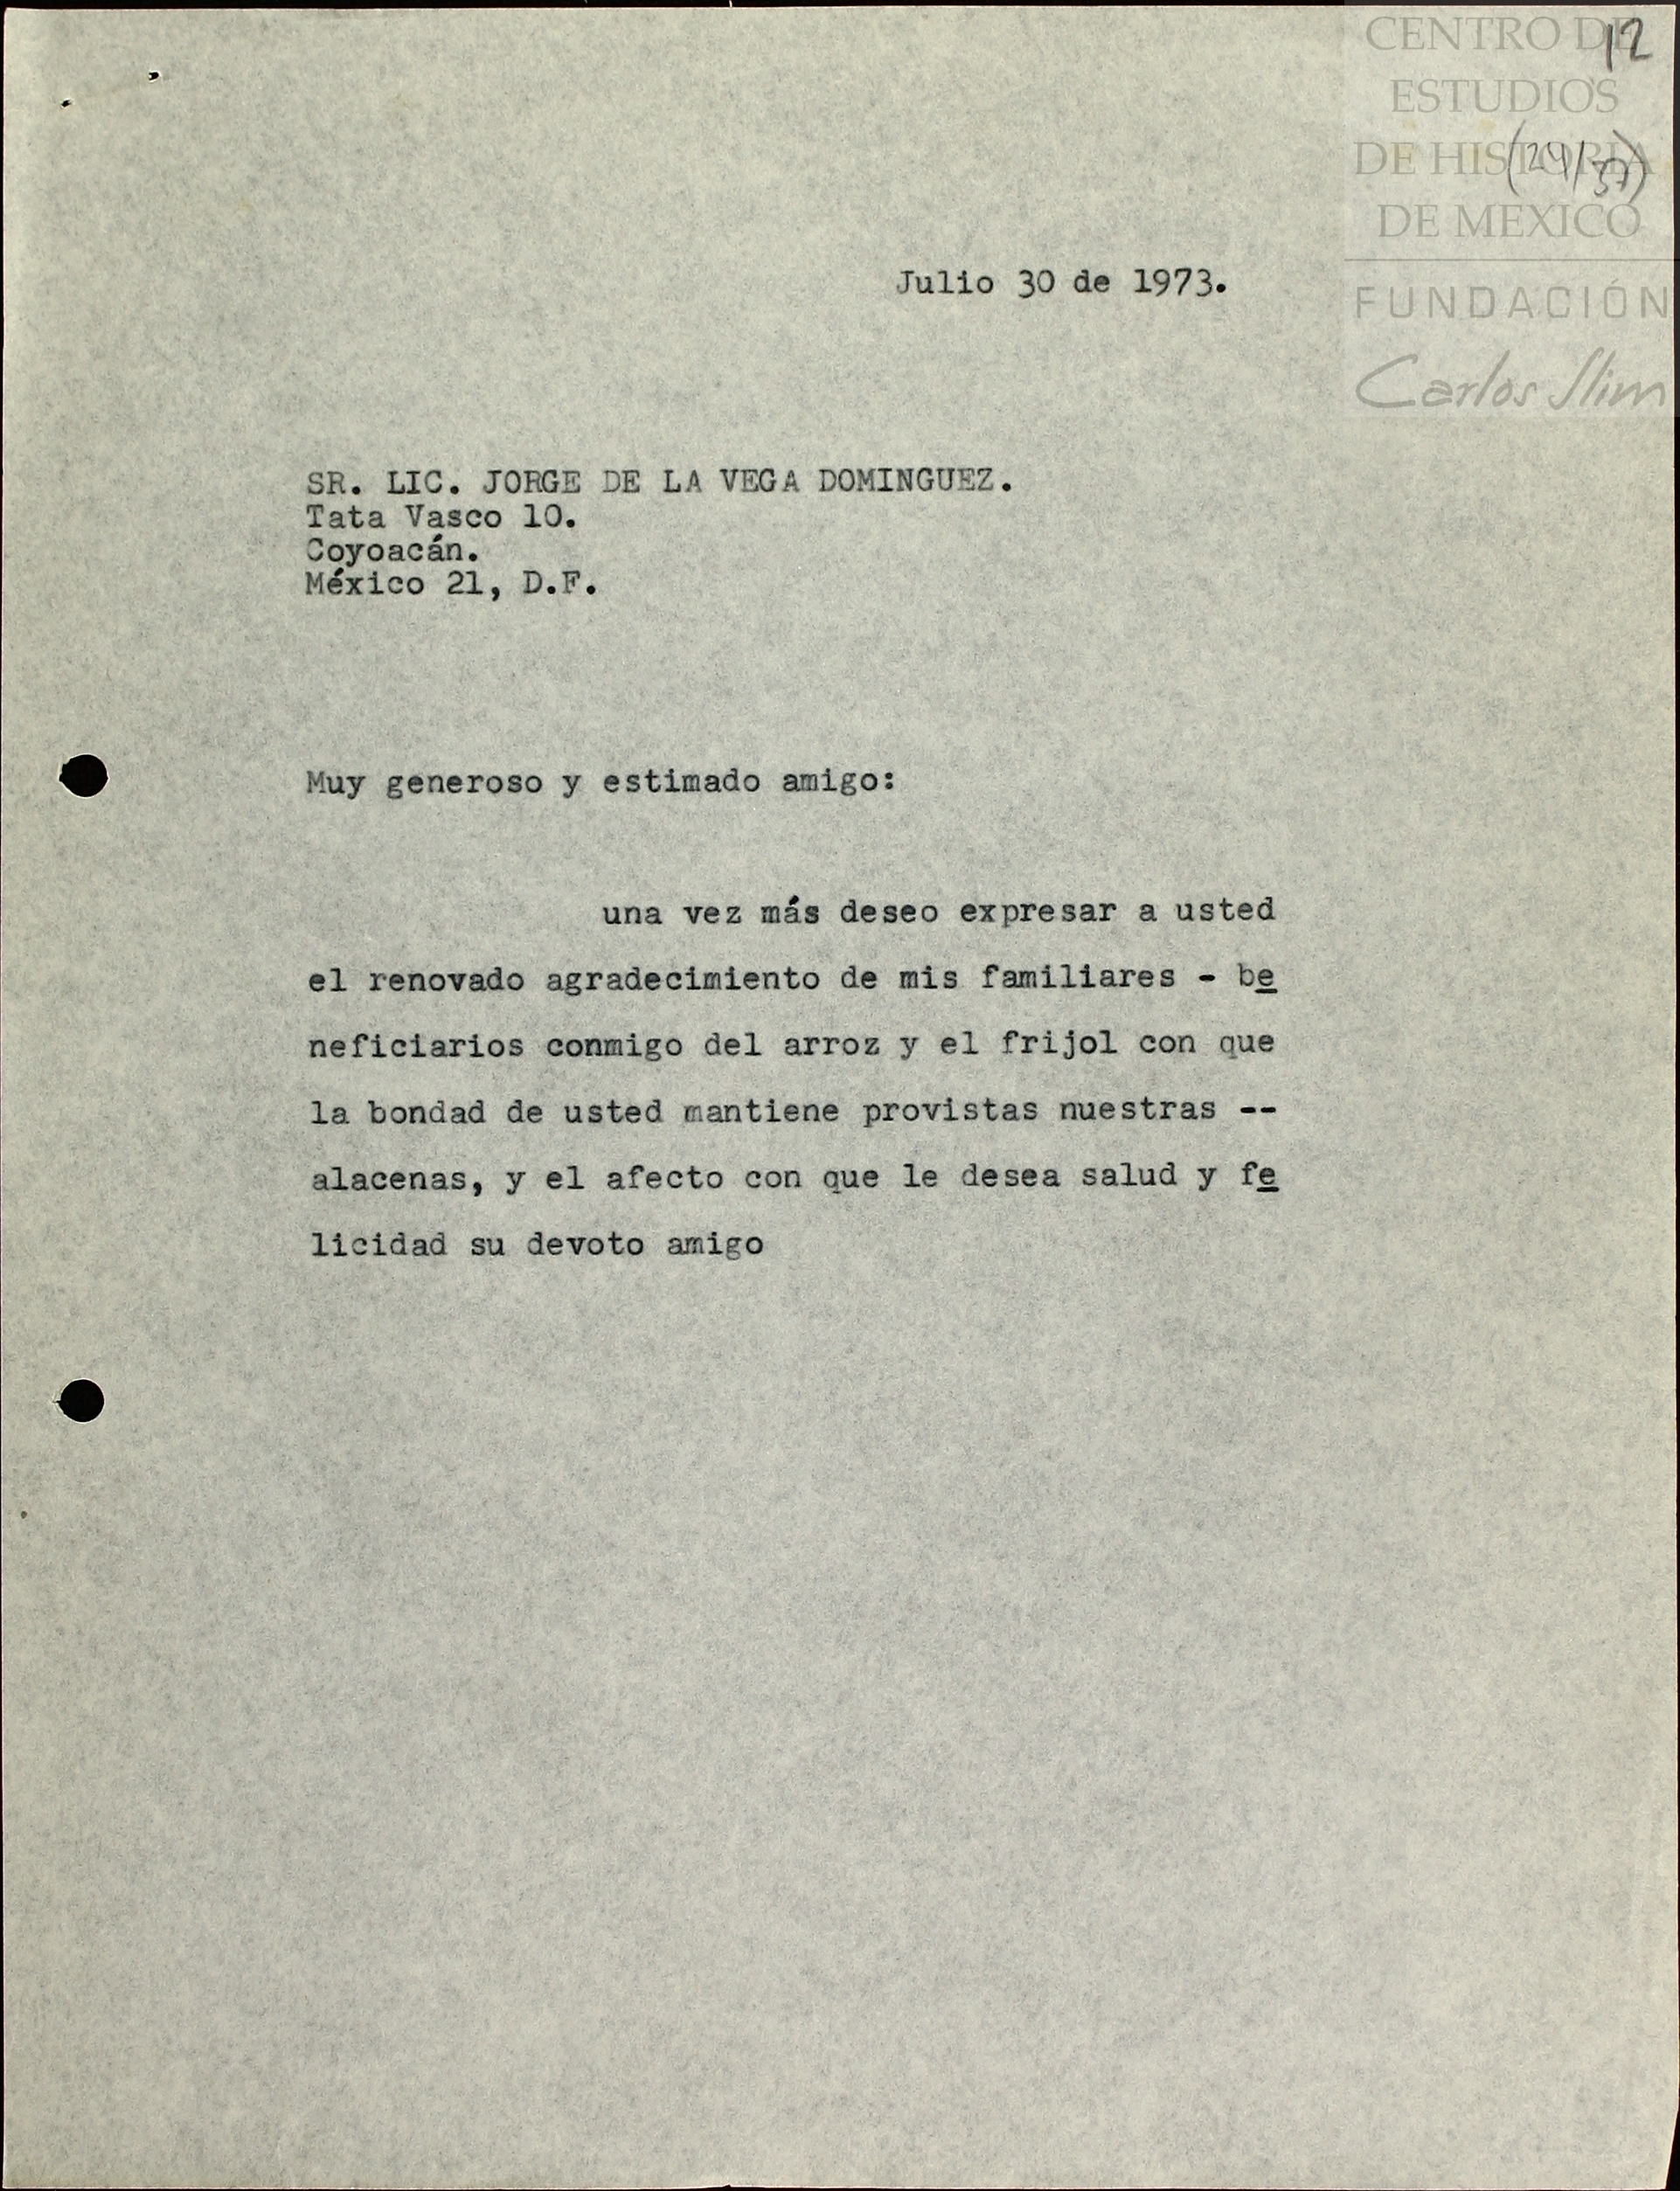 CENTRO DE
12
ESTUDIOS
DE HISTORIA
(24/37)
DE MEXICO
FUNDACIÓN
Carlos Slim
Julio 30 de 1973.
SR. LIC. JORGE DE LA VEGA DOMINGUEZ.
Tata Vasco 10.
Coyoacán.
México 21, D.F.
Muy generoso y estimado amigo:
una vez más deseo expresar a usted
el renovado agradecimiento de mis familiares - be
neficiarios conmigo del arroz y el frijol con que
la bondad de usted mantiene provistas nuestras --
alacenas, y el afecto con que le desea salud y fe
licidad su devoto amigo